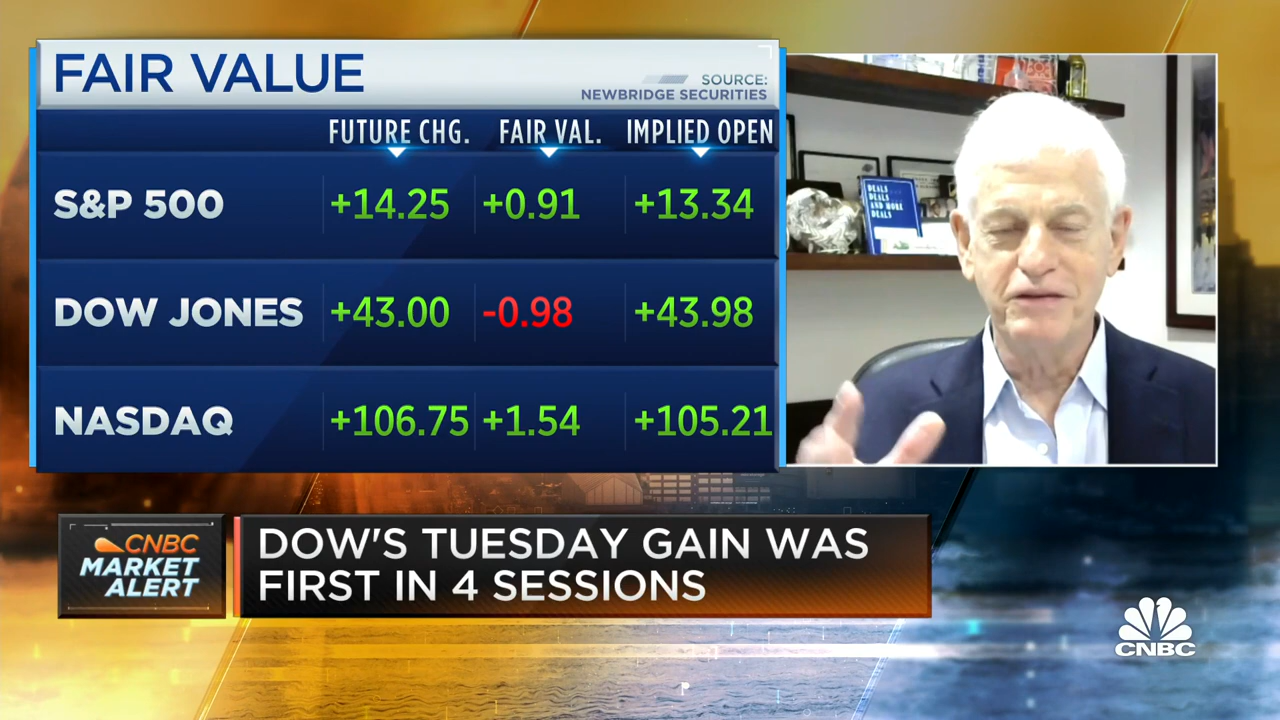 FAIR VALUE
SOURCE:
NEWBRIDGE SECURITIES
FUTURE CHG. FAIR VAL. IMPLIED OPEN
S&P 500 +14.25 +0.91 +13.34
DOW JONES +43.00 -0.98 +43.98
NASDAQ +106.75 +1.54 +105.21
DEALS
DEALS
AND MORE
DEALS
CNBC
MARKET
ALERT
DOW'S TUESDAY GAIN WAS
FIRST IN 4 SESSIONS
CNBC